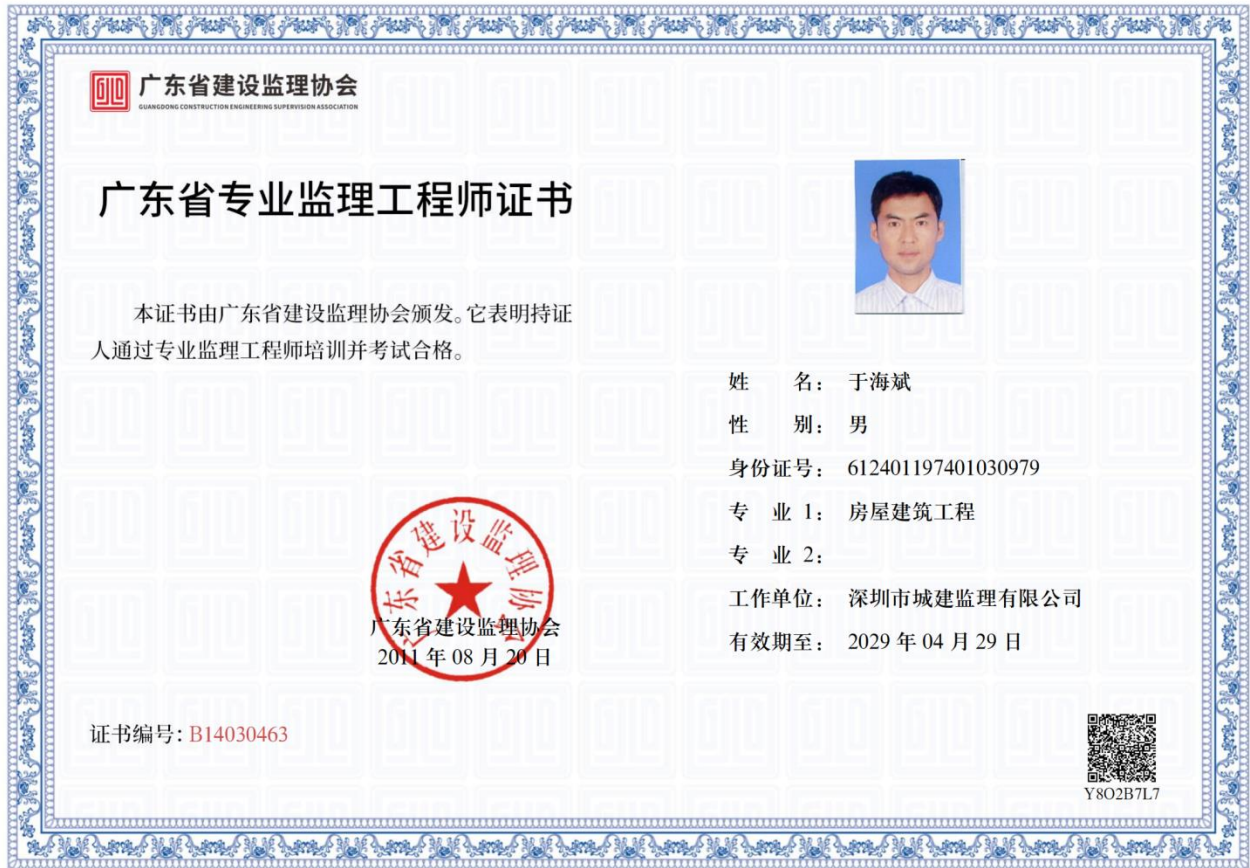 广东省建设监理协会
GUANGDONG CONSTRUCTION ENGINEERING SUPERVISION ASSOCIATION
广东省专业监理工程师证书
本证书由广东省建设监理协会颁发。它表明持证
人通过专业监理工程师培训并考试合格。
姓 名： 于海斌
性 别： 男
身份证号： 612401197401030979
专 业 1： 房屋建筑工程
专 业 2：
工作单位： 深圳市城建监理有限公司
有效期至： 2029 年 04 月 29 日
广东省建设监理协会
广东省建设监理协会
2011 年 08 月 20 日
证书编号：B14030463
Y8O2B7L7